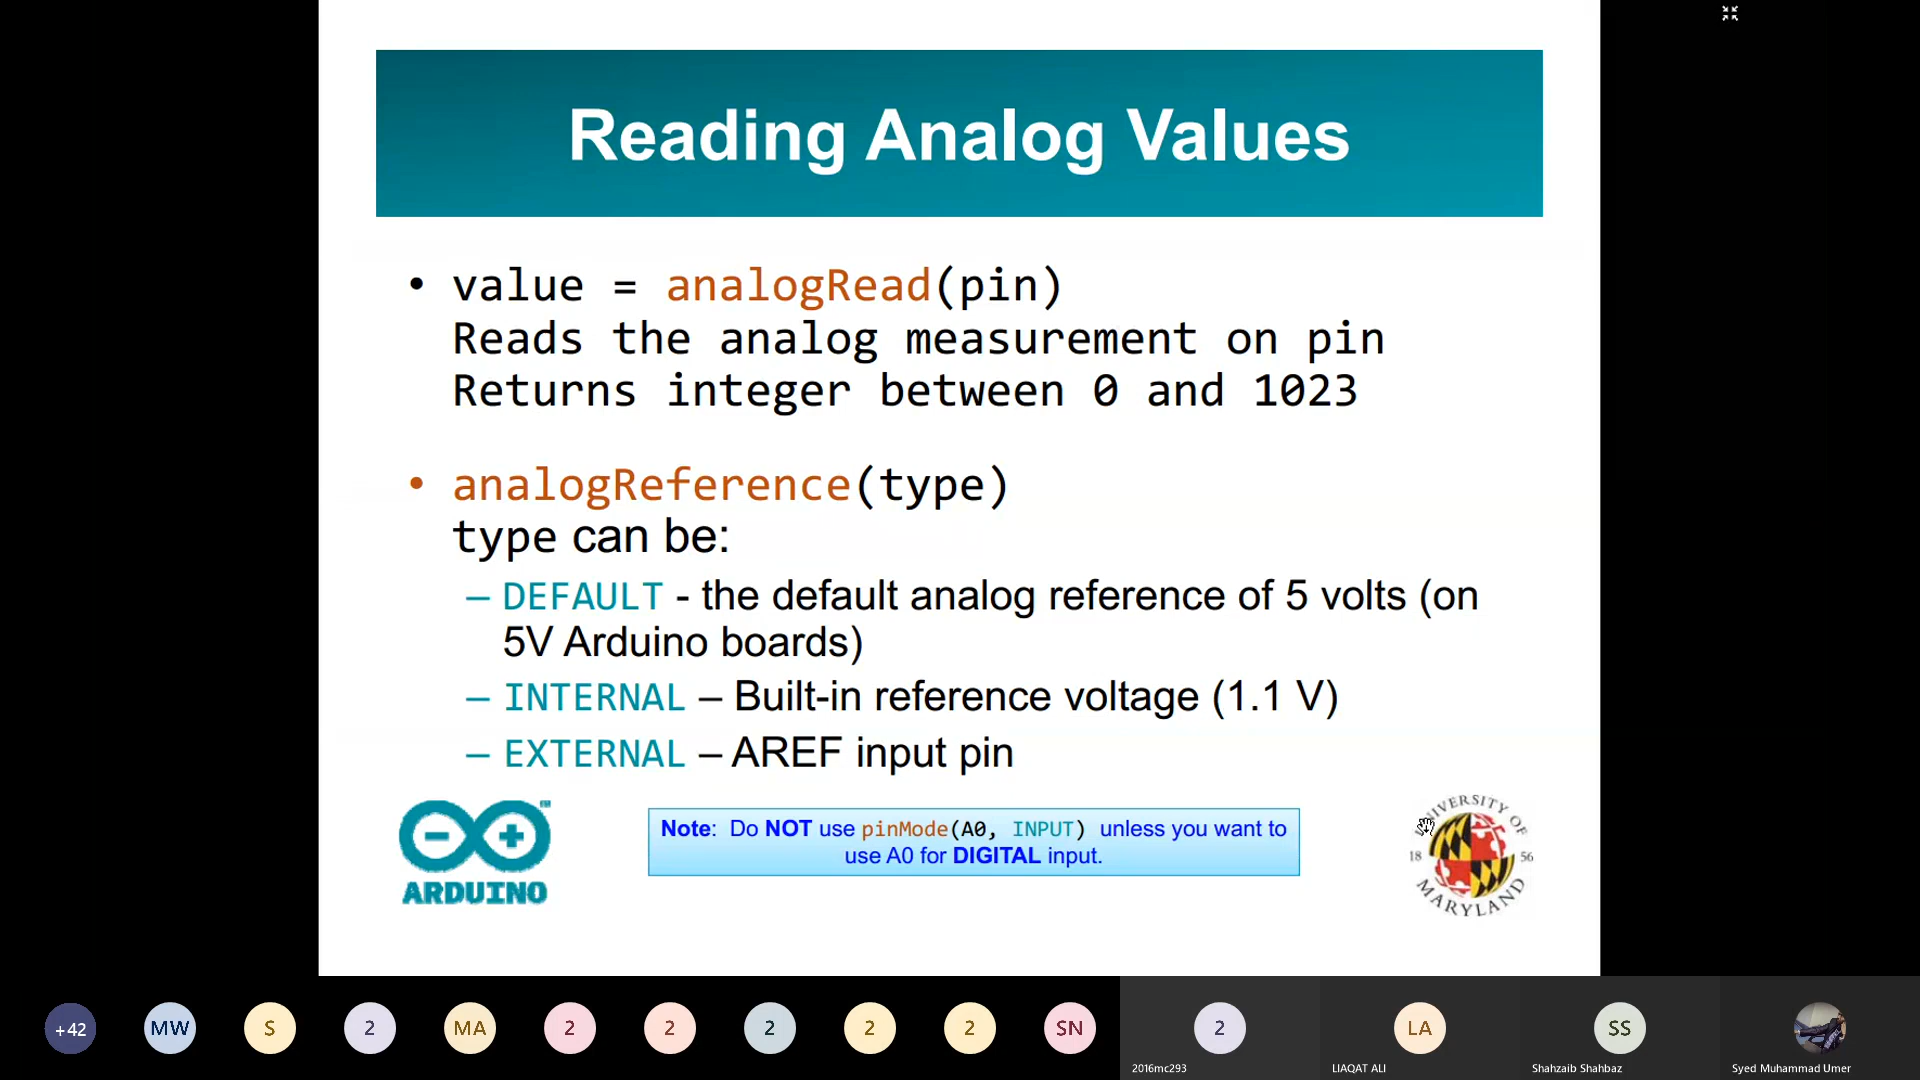 Reading Analog Values
• value = analogRead(pin)
Reads the analog measurement on pin
Returns integer between 0 and 1023
• analogReference(type)
type can be:
– DEFAULT - the default analog reference of 5 volts (on
5V Arduino boards)
– INTERNAL – Built-in reference voltage (1.1 V)
– EXTERNAL – AREF input pin
ARDUINO
TM
Note: Do NOT use pinMode(A0, INPUT) unless you want to
use A0 for DIGITAL input.
UNIVERSITY OF
18 56
MARYLAND
+42 MW S 2 MA 2 2 2 2 2 SN 2 LA SS
2016mc293 LIAQAT ALI Shahzaib Shahbaz Syed Muhammad Umer